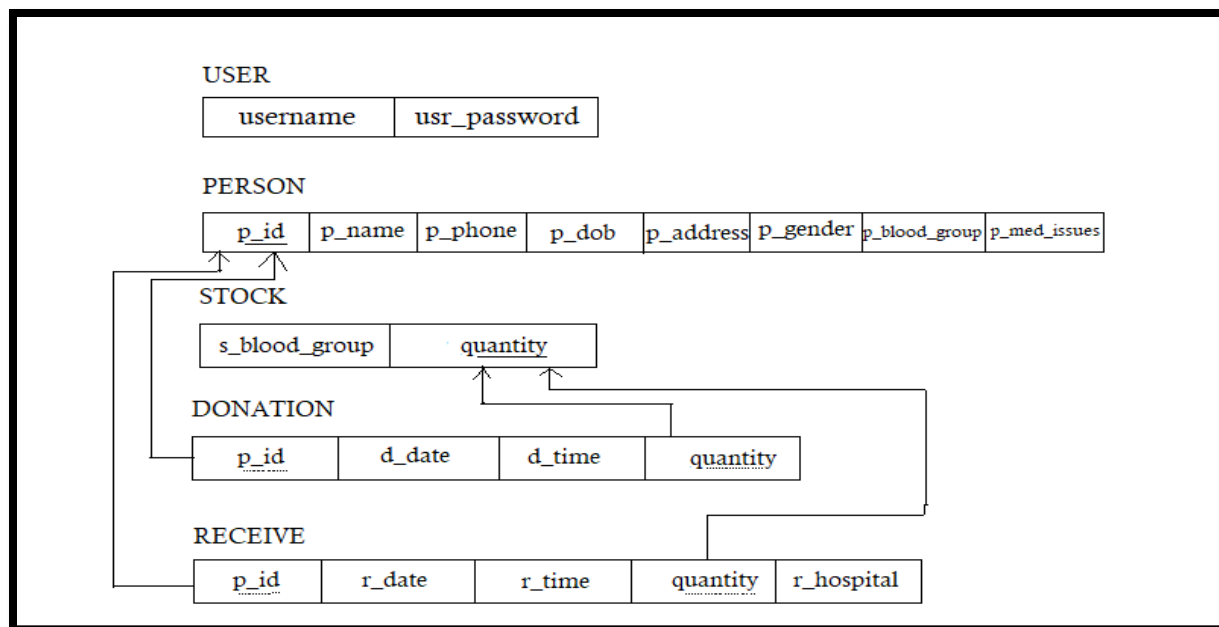 USER
username usr_password
PERSON
p_id p_name p_phone p_dob p_address p_gender p_blood_group p_med_issues
STOCK
s_blood_group quantity
DONATION
p_id d_date d_time quantity
RECEIVE
p_id r_date r_time quantity r_hospital